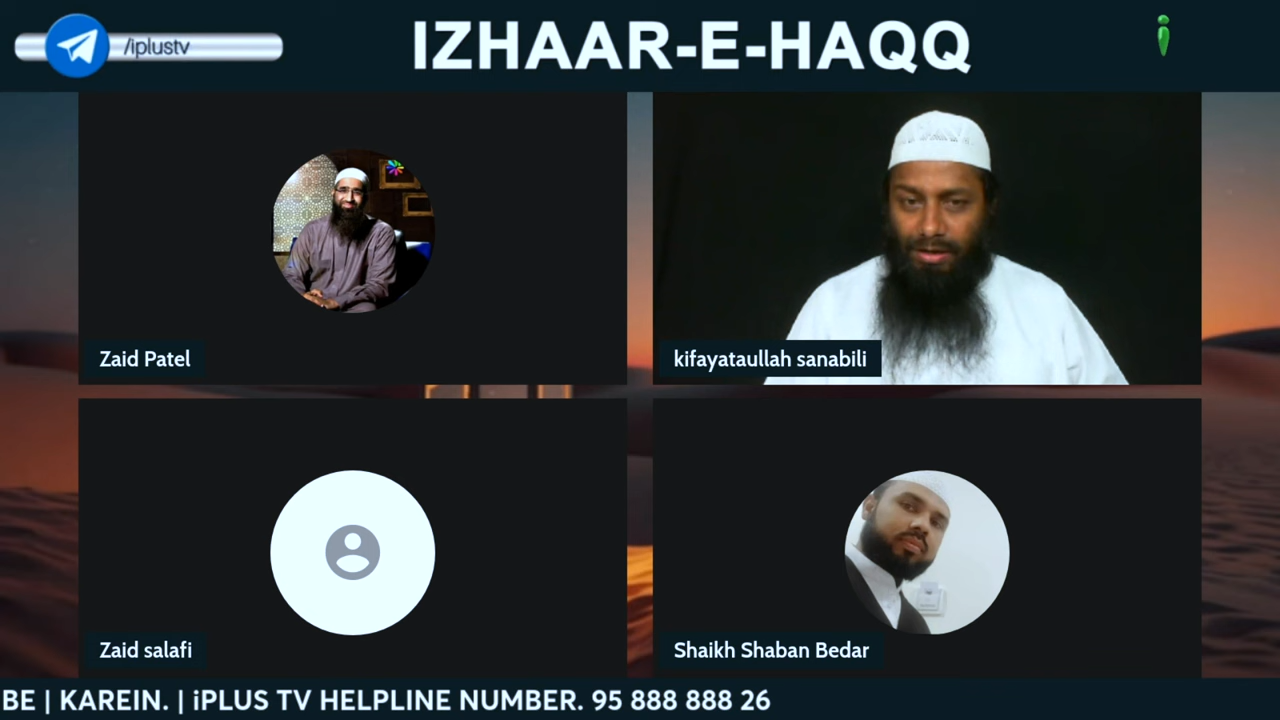 /iplustv
IZHAAR-E-HAQQ
Zaid Patel
kifayataullah sanabili
Zaid salafi
Shaikh Shaban Bedar
BE | KAREIN. | iPLUS TV HELPLINE NUMBER. 95 888 888 26